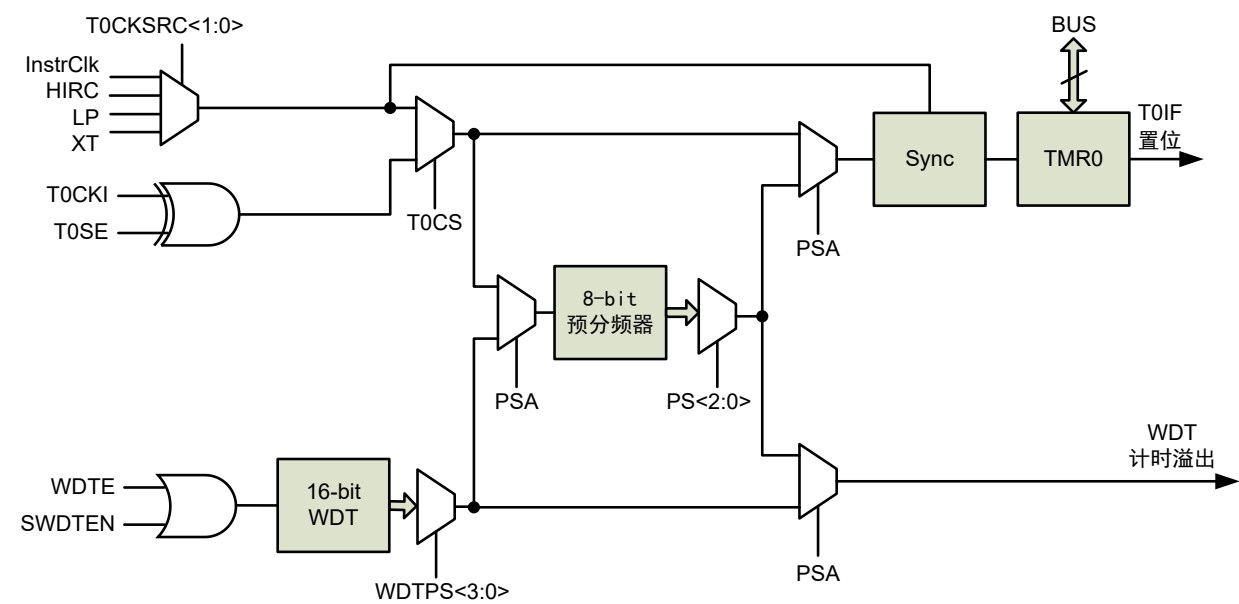 T0CKSRC<1:0>
BUS
InstrClk
HIRC
LP
XT
T0IF
置位
Sync
TMR0
T0CKI
T0SE
T0CS
PSA
8-bit
预分频器
PSA
PS<2:0>
WDT
计时溢出
WDTE
SWDTEN
16-bit
WDT
PSA
WDTPS<3:0>